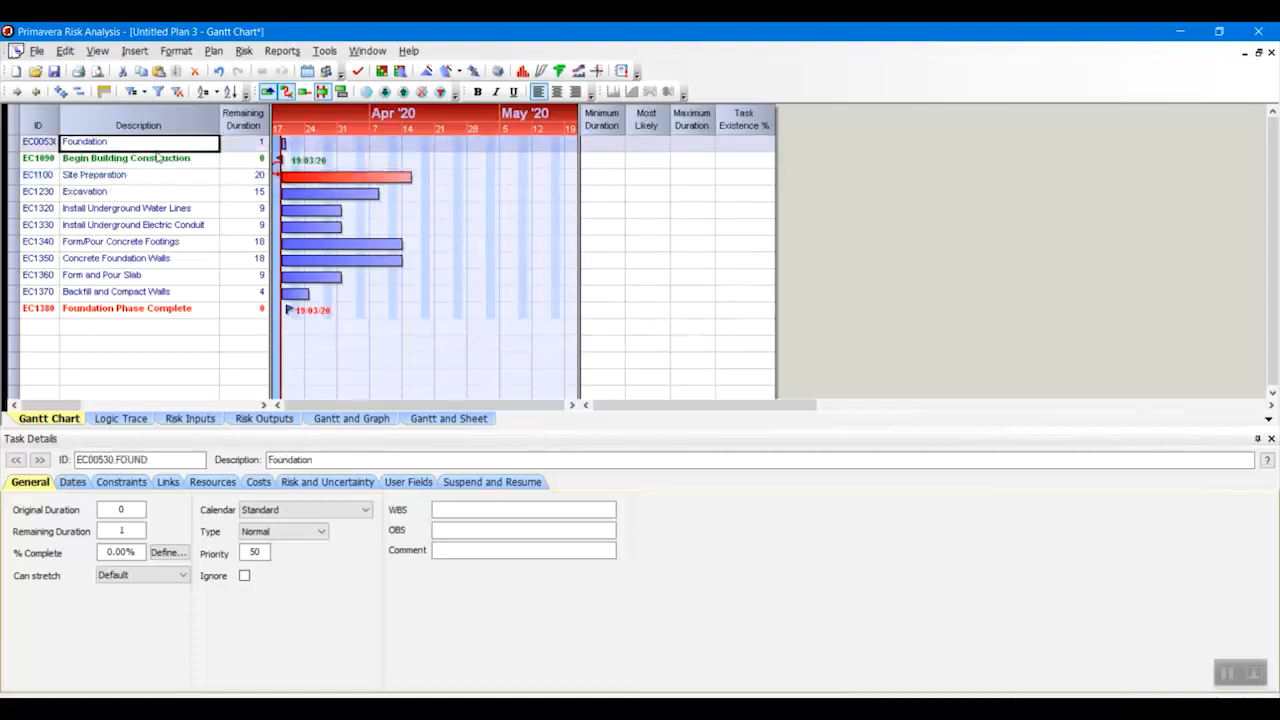 Primavera Risk Analysis - [Untitled Plan 3 - Gantt Chart*]
File Edit View Insert Format Plan Risk Reports Tools Window Help
B I U
ID Description Remaining Duration Apr '20 May '20 Minimum Duration Most Likely Maximum Duration Task Existence %
17 24 31 7 14 21 28 5 12 19
EC0053 Foundation 1
EC1090 Begin Building Construction 0 19/03/20
EC1100 Site Preparation 20
EC1230 Excavation 15
EC1320 Install Underground Water Lines 9
EC1330 Install Underground Electric Conduit 9
EC1340 Form/Pour Concrete Footings 18
EC1350 Concrete Foundation Walls 18
EC1360 Form and Pour Slab 9
EC1370 Backfill and Compact Walls 4
EC1380 Foundation Phase Complete 0 19/03/20
Gantt Chart Logic Trace Risk Inputs Risk Outputs Gantt and Graph Gantt and Sheet
Task Details
<< >> ID: EC00530.FOUND Description: Foundation ?
General Dates Constraints Links Resources Costs Risk and Uncertainty User Fields Suspend and Resume
Original Duration 0 Calendar Standard WBS
Remaining Duration 1 Type Normal OBS
% Complete 0.00% Define... Priority 50 Comment
Can stretch Default Ignore